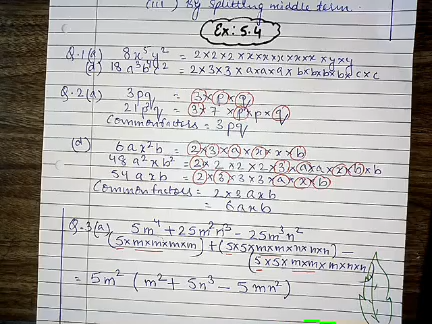 (iii) By splitting middle term.
Ex: 5.4
Q.1(a) 8x⁵y² = 2×2×2×x×x×x×x×x×y×y
(d) 18a³b⁴c² = 2×3×3×a×a×a×b×b×b×b×c×c
Q.2(a) 3pq = 3×p×q
21p²q = 3×7×p×p×q
Common factors = 3pq
(d) 6ax²b = 2×3×a×x×x×b
48a²xb² = 2×2×2×2×3×a×a×x×b×b
54axb = 2×3×3×3×a×x×b
Common factors = 2×3axb
= 6axb
Q.3(a) 5m⁴+25m²n³-25m³n²
(5×m×m×m×m)+(5×5×m×m×n×n×n)-
(5×5×m×m×m×n×n)
= 5m² (m²+5n³-5mn²)